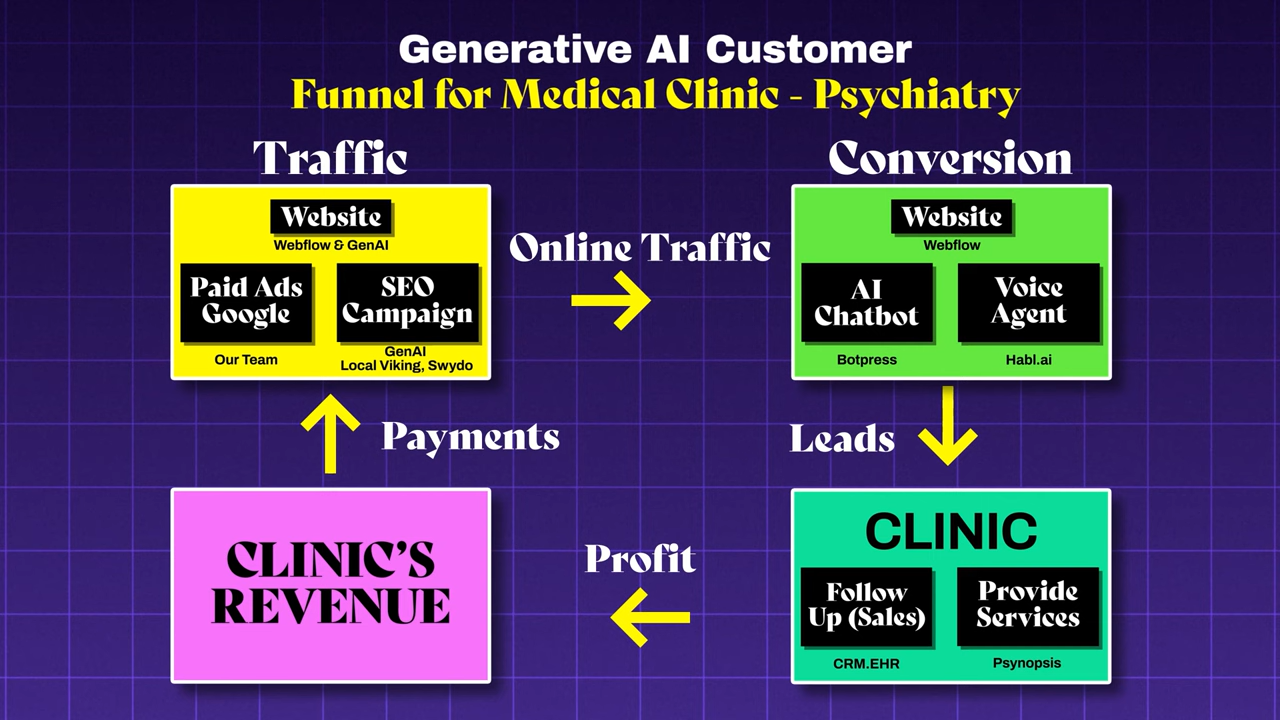 Generative AI Customer
Funnel for Medical Clinic - Psychiatry
Traffic
Website
Webflow & GenAI
Paid Ads
Google
Our Team
SEO
Campaign
GenAI
Local Viking, Swydo
Online Traffic
Conversion
Website
Webflow
AI
Chatbot
Botpress
Voice
Agent
Habl.ai
Leads
CLINIC
Follow
Up (Sales)
CRM.EHR
Provide
Services
Psynopsis
Profit
CLINIC'S
REVENUE
Payments